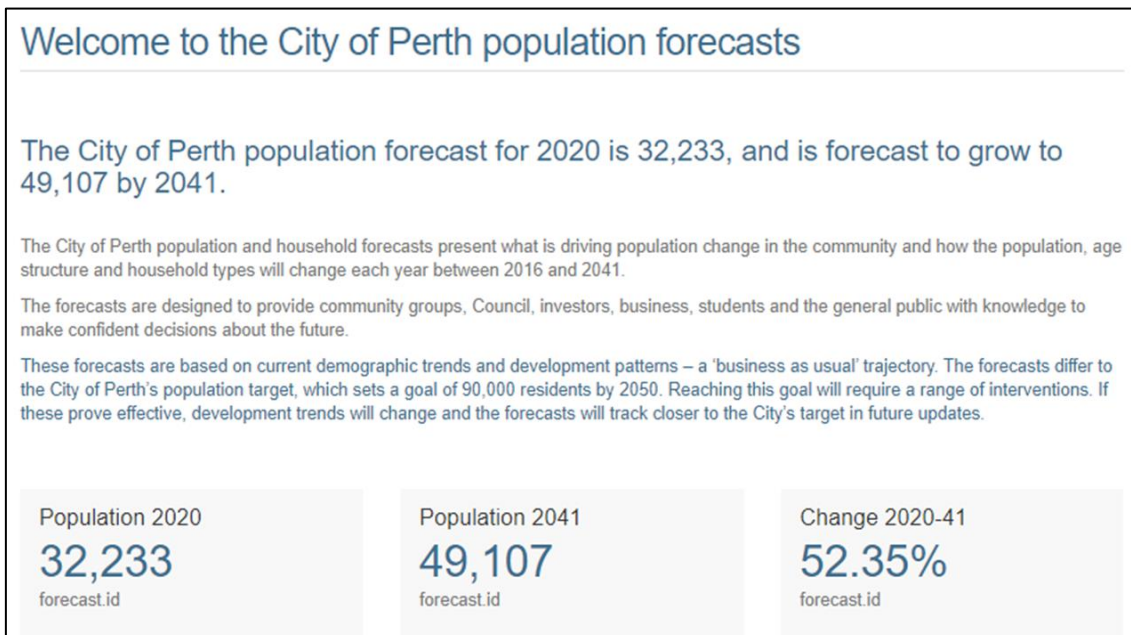 Welcome to the City of Perth population forecasts
The City of Perth population forecast for 2020 is 32,233, and is forecast to grow to
49,107 by 2041.
The City of Perth population and household forecasts present what is driving population change in the community and how the population, age
structure and household types will change each year between 2016 and 2041.
The forecasts are designed to provide community groups, Council, investors, business, students and the general public with knowledge to
make confident decisions about the future.
These forecasts are based on current demographic trends and development patterns – a ‘business as usual’ trajectory. The forecasts differ to
the City of Perth’s population target, which sets a goal of 90,000 residents by 2050. Reaching this goal will require a range of interventions. If
these prove effective, development trends will change and the forecasts will track closer to the City’s target in future updates.
Population 2020
32,233
forecast.id
Population 2041
49,107
forecast.id
Change 2020-41
52.35%
forecast.id